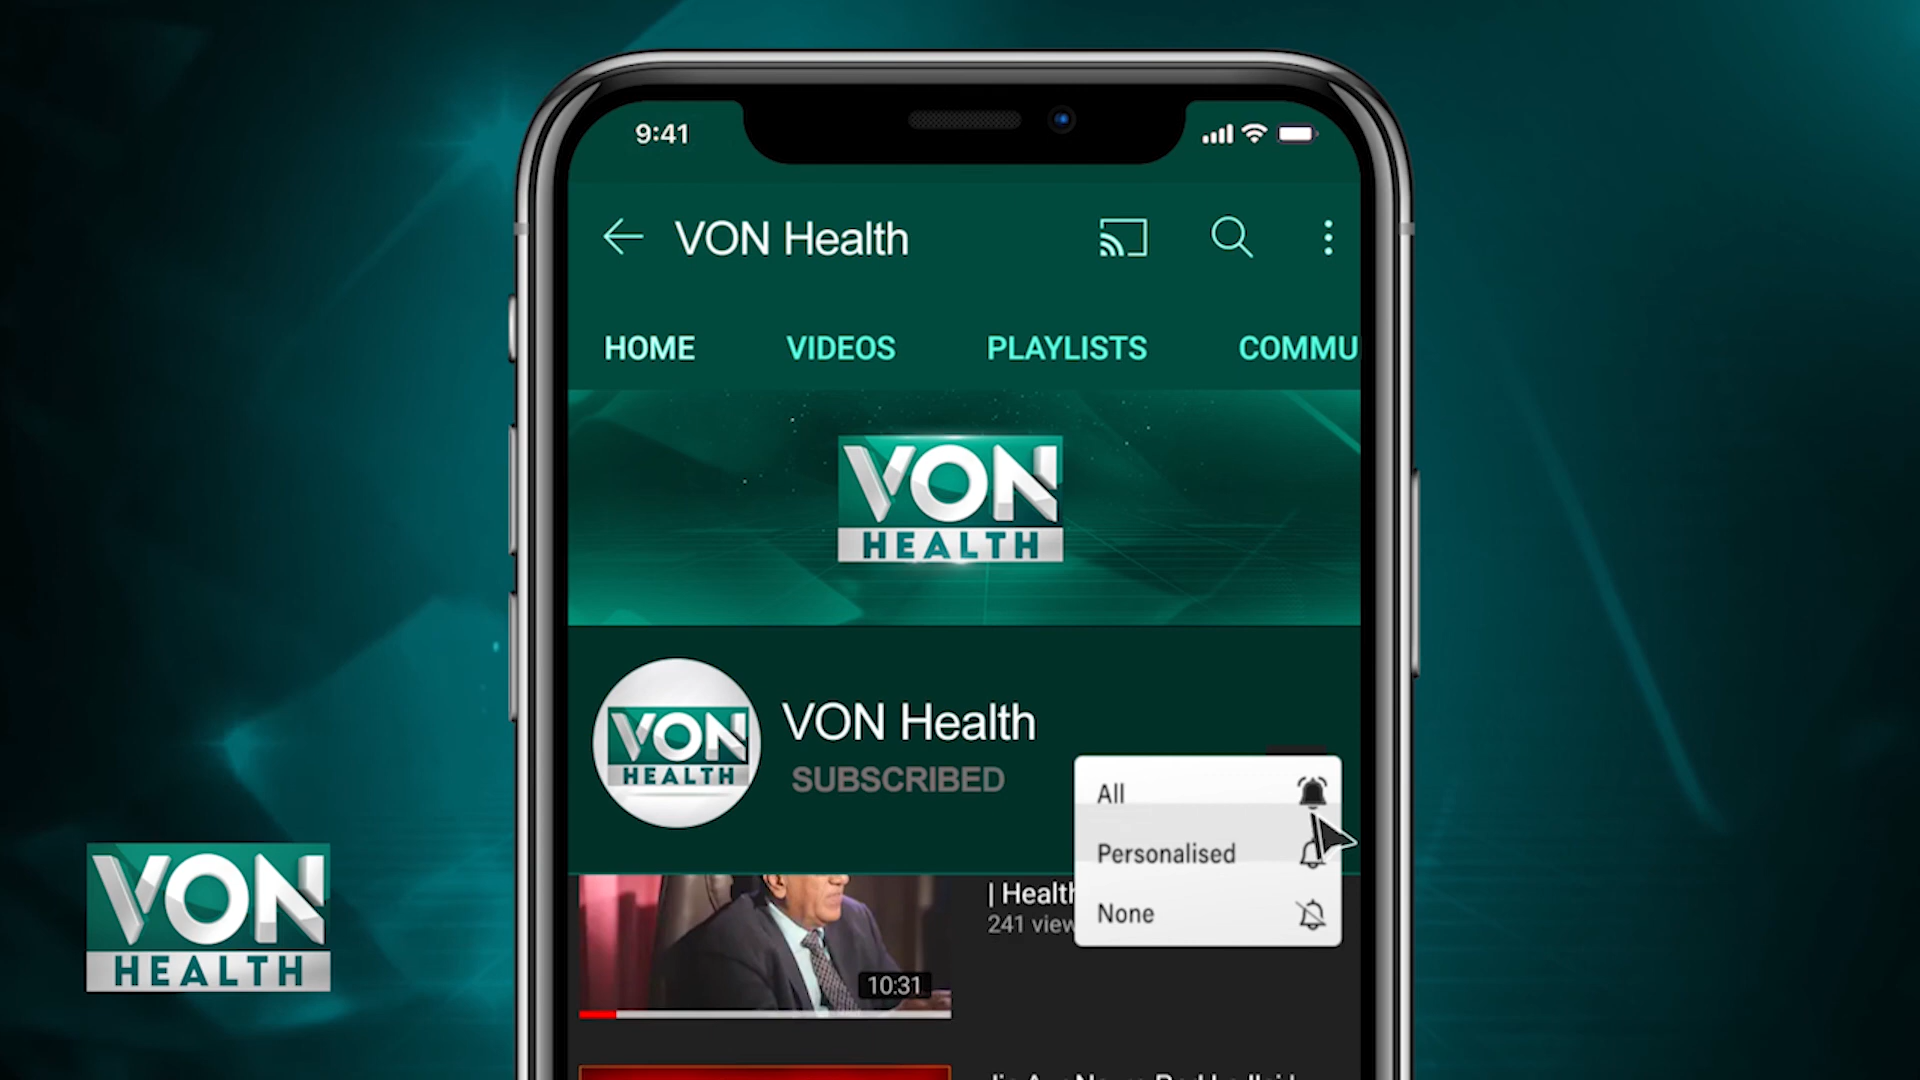 9:41
VON Health
HOME VIDEOS PLAYLISTS COMMU
VON
HEALTH
VON
HEALTH
VON Health
SUBSCRIBED
All
Personalised
None
| Health
241 view
10:31
VON
HEALTH